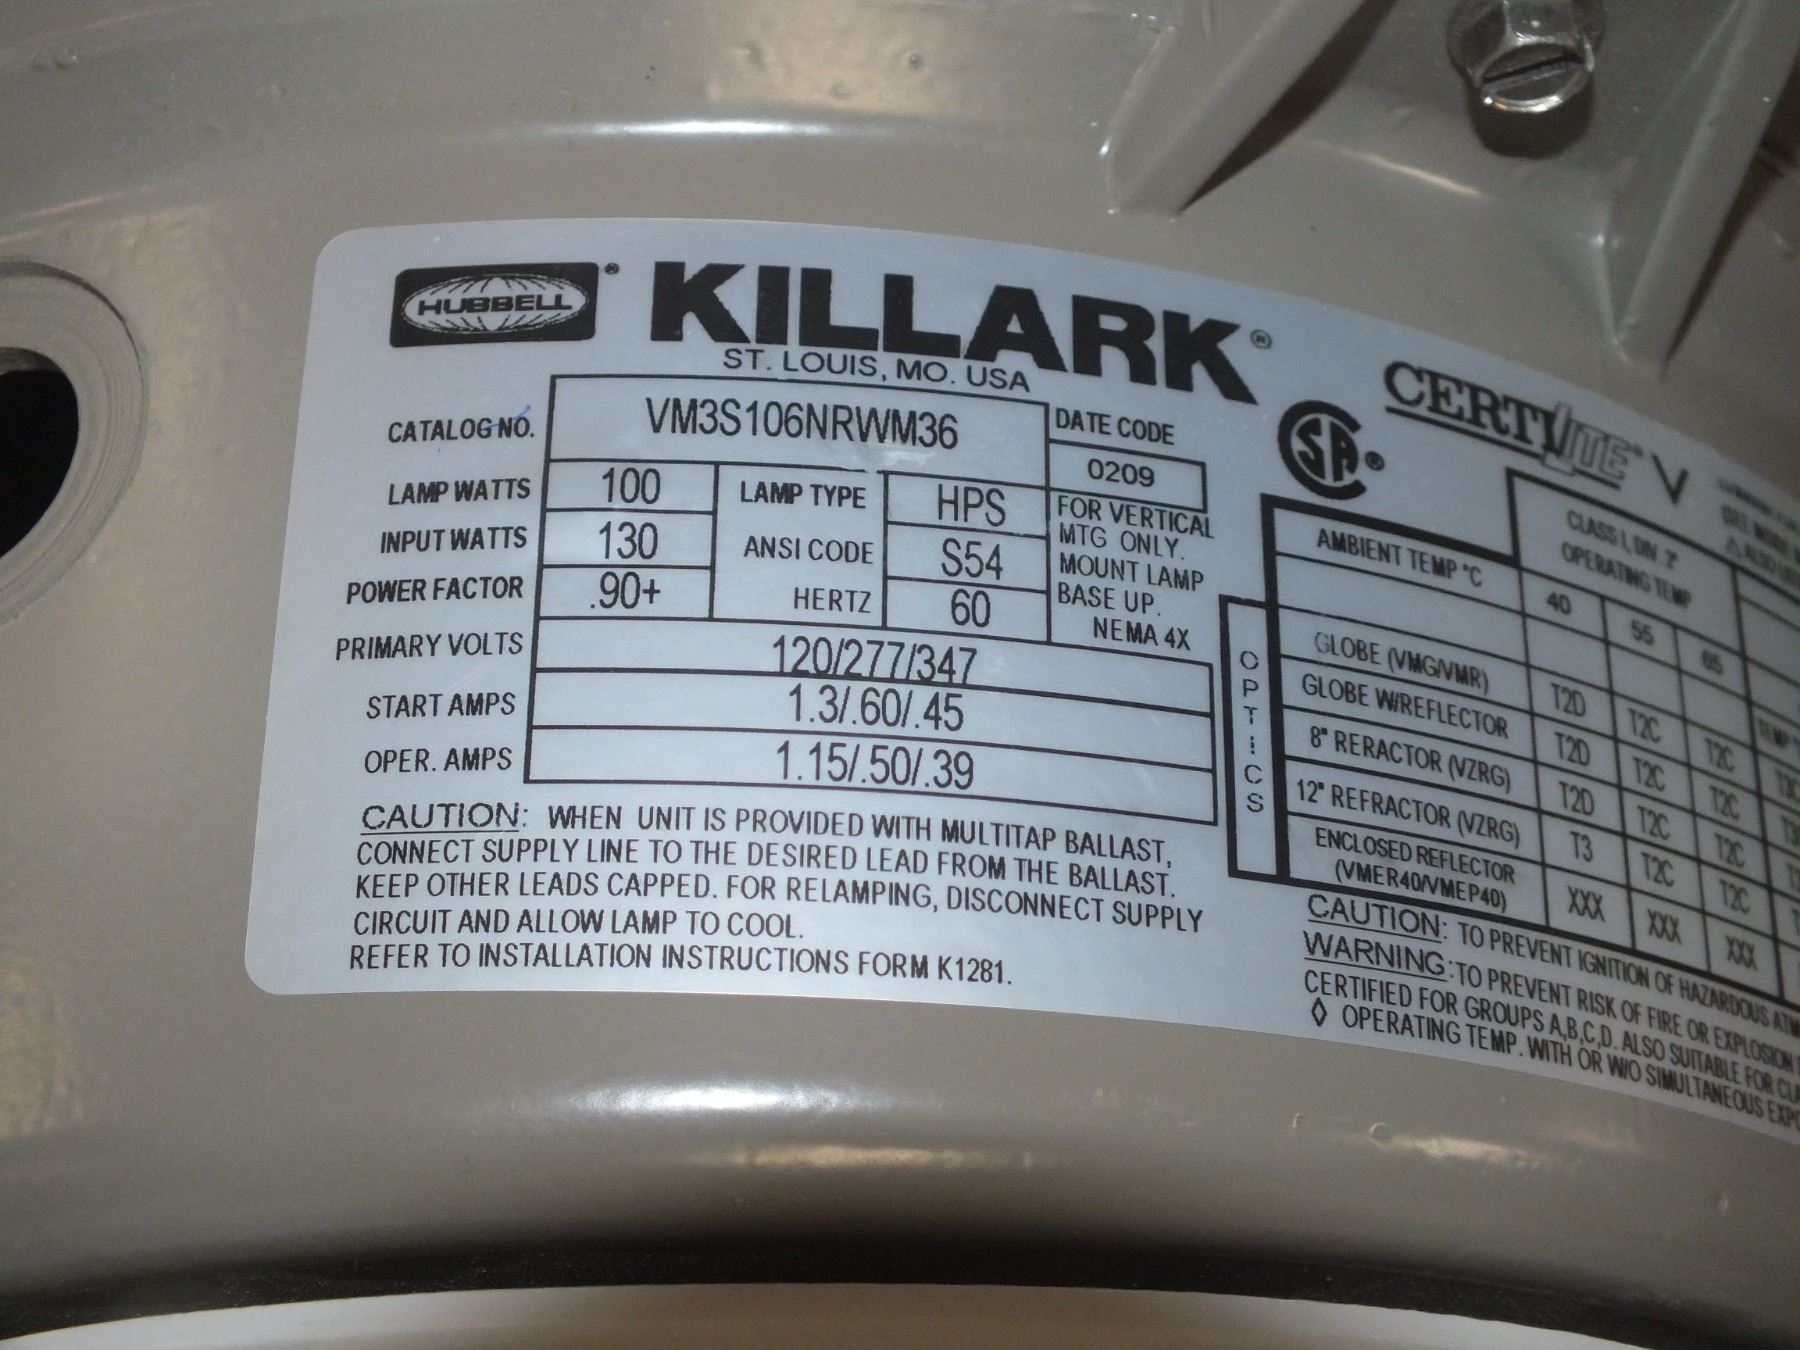 HUBBELL® KILLARK®
ST. LOUIS, MO. USA
CATALOG NO. VM3S106NRWM36
DATE CODE
0209
LAMP WATTS 100 LAMP TYPE HPS
INPUT WATTS 130 ANSI CODE S54
POWER FACTOR .90+ HERTZ 60
FOR VERTICAL
MTG ONLY.
MOUNT LAMP
BASE UP.
NEMA 4X
PRIMARY VOLTS 120/277/347
START AMPS 1.3/.60/.45
OPER. AMPS 1.15/.50/.39
CAUTION: WHEN UNIT IS PROVIDED WITH MULTITAP BALLAST,
CONNECT SUPPLY LINE TO THE DESIRED LEAD FROM THE BALLAST.
KEEP OTHER LEADS CAPPED. FOR RELAMPING, DISCONNECT SUPPLY
CIRCUIT AND ALLOW LAMP TO COOL.
REFER TO INSTALLATION INSTRUCTIONS FORM K1281.
SA®
CERTILITE® V
CLASS I, DIV. 2
OPERATING TEMP
AMBIENT TEMP °C 40 55 65
OPTICS
GLOBE (VMG/VMR) T2D T2C T2C
GLOBE W/REFLECTOR T2D T2C T2C
8" RERACTOR (VZRG) T2D T2C T2C
12" REFRACTOR (VZRG) T3 T2C T2C
ENCLOSED REFLECTOR
(VMER40/VMEP40) XXX XXX XXX
CAUTION: TO PREVENT IGNITION OF HAZARDOUS
WARNING: TO PREVENT RISK OF FIRE OR EXPLOSION
CERTIFIED FOR GROUPS A,B,C,D. ALSO SUITABLE FOR
◊ OPERATING TEMP. WITH OR W/O SIMULTANEOUS